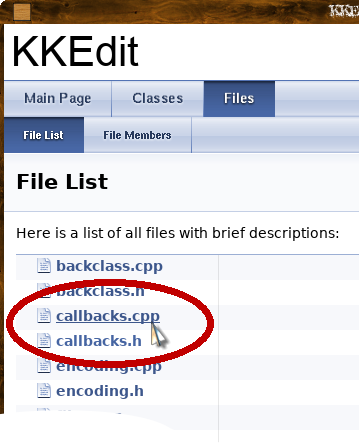 KKE
KKEdit
Main Page Classes Files
File List File Members
File List
Here is a list of all files with brief descriptions:
backclass.cpp
backclass.h
callbacks.cpp
callbacks.h
encoding.cpp
encoding.h